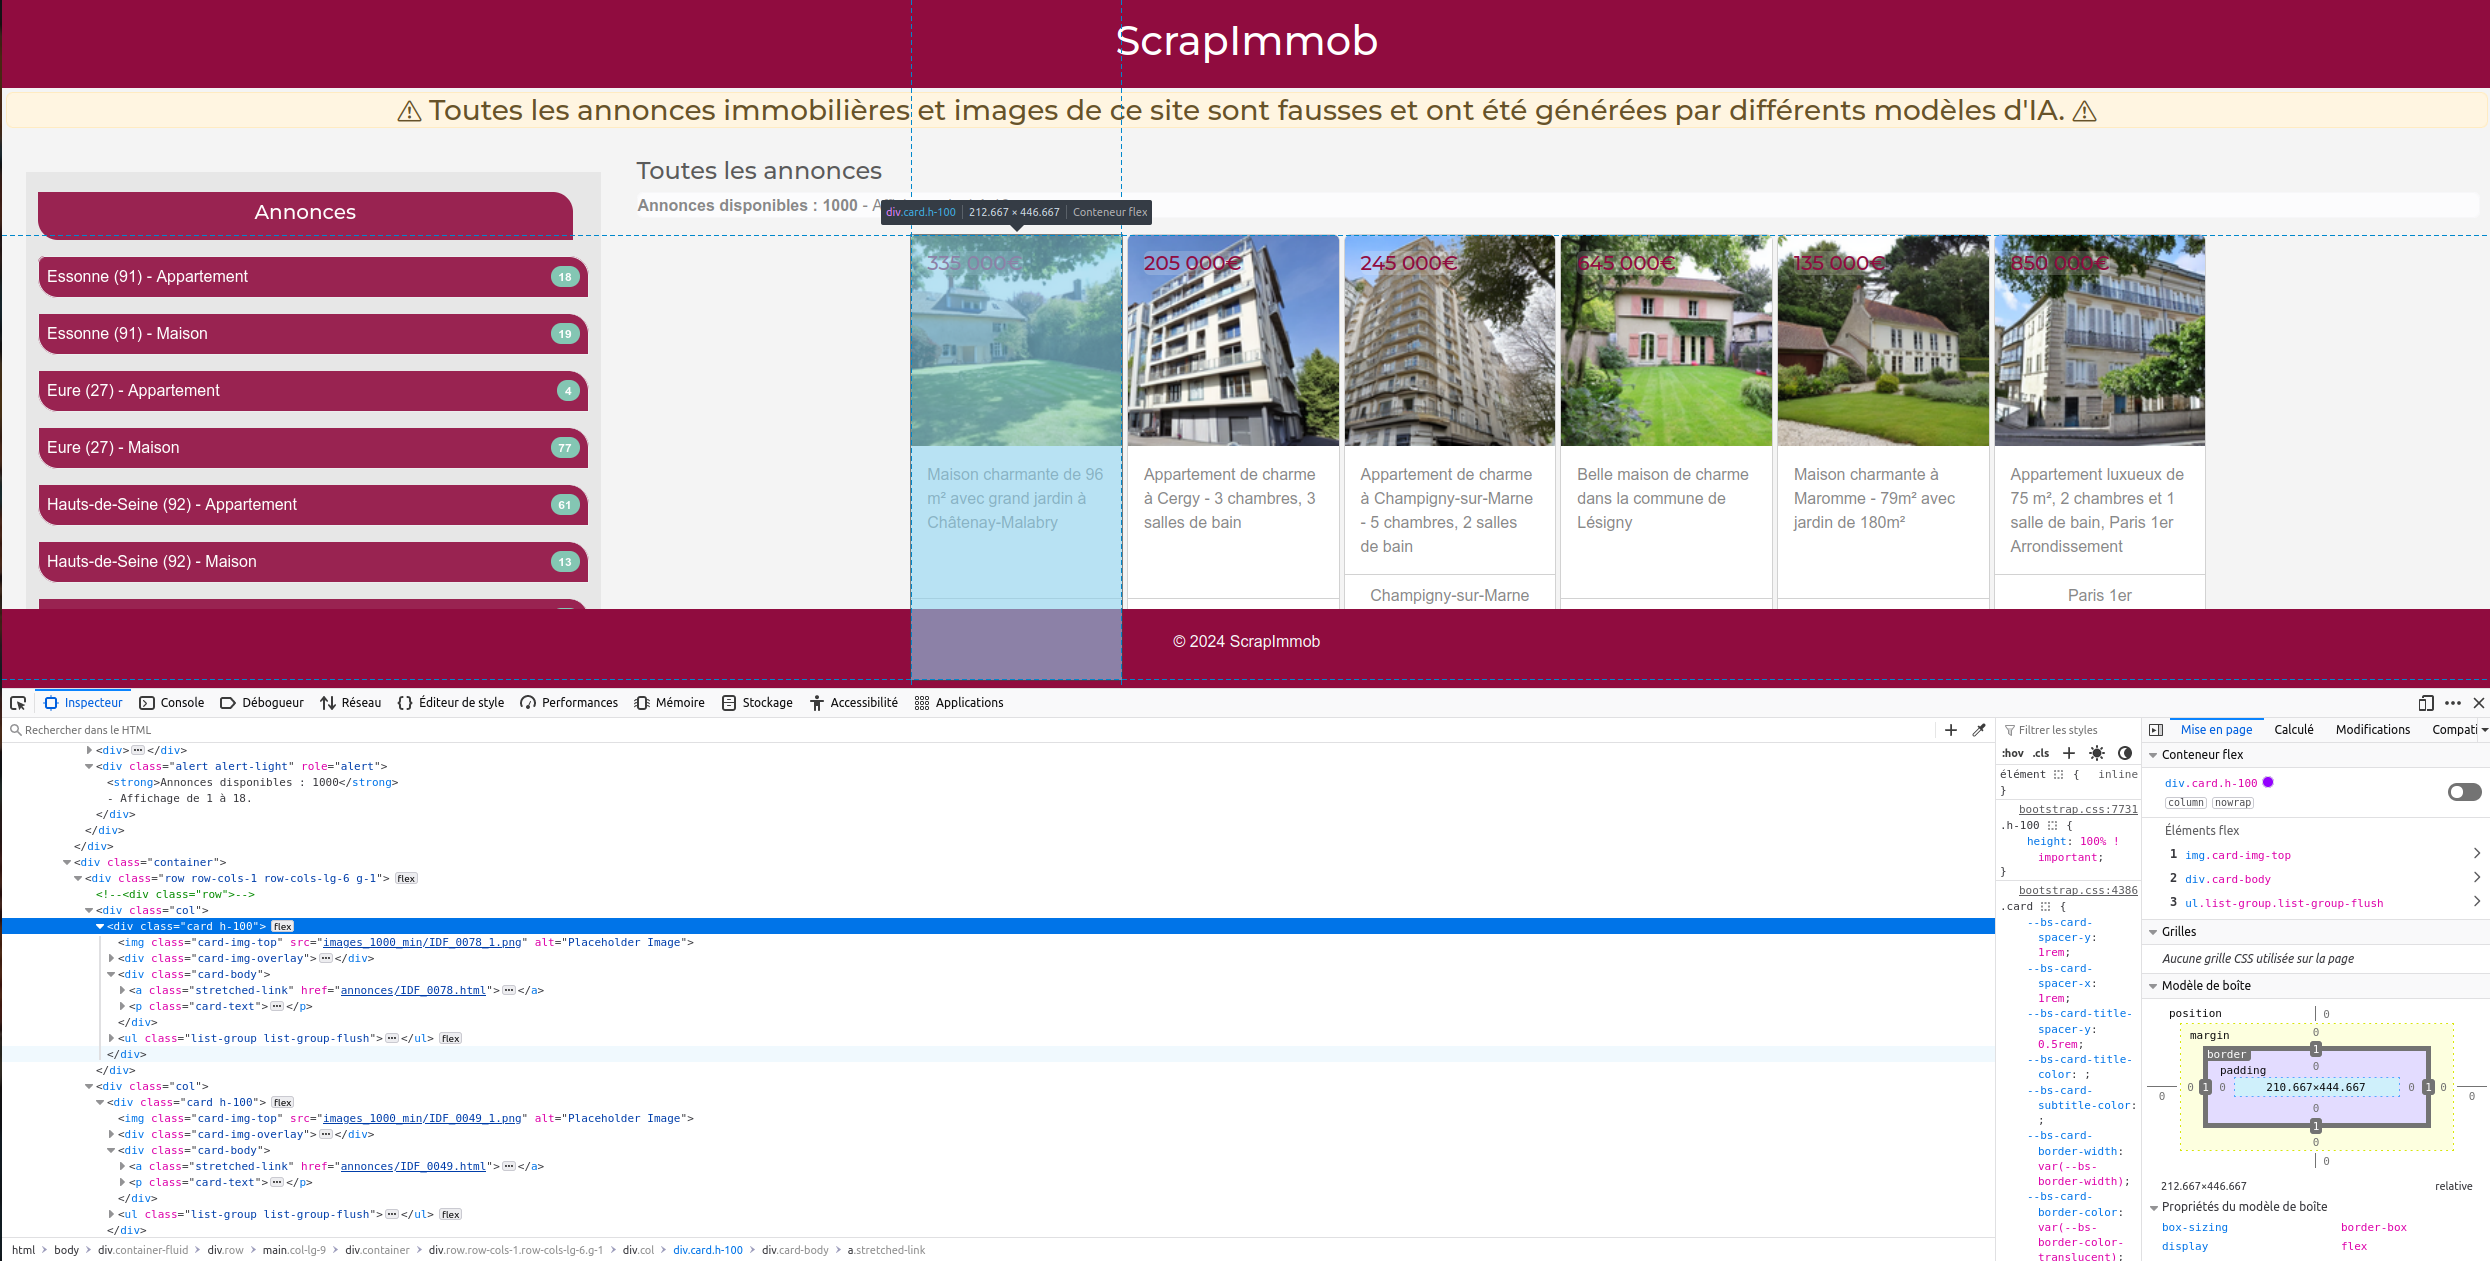 ScrapImmob
⚠ Toutes les annonces immobilières et images de ce site sont fausses et ont été générées par différents modèles d'IA. ⚠
Annonces
Essonne (91) - Appartement 18
Essonne (91) - Maison 19
Eure (27) - Appartement 4
Eure (27) - Maison 77
Hauts-de-Seine (92) - Appartement 61
Hauts-de-Seine (92) - Maison 13
Toutes les annonces
Annonces disponibles : 1000 -
div.card.h-100 | 212.667 × 446.667 | Conteneur flex
335 000€
Maison charmante de 96
m² avec grand jardin à
Châtenay-Malabry
205 000€
Appartement de charme
à Cergy - 3 chambres, 3
salles de bain
245 000€
Appartement de charme
à Champigny-sur-Marne
- 5 chambres, 2 salles
de bain
Champigny-sur-Marne
645 000€
Belle maison de charme
dans la commune de
Lésigny
135 000€
Maison charmante à
Maromme - 79m² avec
jardin de 180m²
850 000€
Appartement luxueux de
75 m², 2 chambres et 1
salle de bain, Paris 1er
Arrondissement
Paris 1er
© 2024 ScrapImmob
Inspecteur Console Débogueur Réseau Éditeur de style Performances Mémoire Stockage Accessibilité Applications
Rechercher dans le HTML
<div>⋯</div>
<div class="alert alert-light" role="alert">
<strong>Annonces disponibles : 1000</strong>
- Affichage de 1 à 18.
</div>
</div>
</div>
<div class="container">
<div class="row row-cols-1 row-cols-lg-6 g-1"> flex
<!--<div class="row">-->
<div class="col">
<div class="card h-100"> flex
<img class="card-img-top" src="images_1000_min/IDF_0078_1.png" alt="Placeholder Image">
<div class="card-img-overlay">⋯</div>
<div class="card-body">
<a class="stretched-link" href="annonces/IDF_0078.html">⋯</a>
<p class="card-text">⋯</p>
</div>
<ul class="list-group list-group-flush">⋯</ul> flex
</div>
</div>
<div class="col">
<div class="card h-100"> flex
<img class="card-img-top" src="images_1000_min/IDF_0049_1.png" alt="Placeholder Image">
<div class="card-img-overlay">⋯</div>
<div class="card-body">
<a class="stretched-link" href="annonces/IDF_0049.html">⋯</a>
<p class="card-text">⋯</p>
</div>
<ul class="list-group list-group-flush">⋯</ul> flex
</div>
html > body > div.container-fluid > div.row > main.col-lg-9 > div.container > div.row.row-cols-1.row-cols-lg-6.g-1 > div.col > div.card.h-100 > div.card-body > a.stretched-link
Filtrer les styles
:hov .cls
élément { inline
}
bootstrap.css:7731
.h-100 {
height: 100% !
important;
}
bootstrap.css:4386
.card {
--bs-card-
spacer-y:
1rem;
--bs-card-
spacer-x:
1rem;
--bs-card-title-
spacer-y:
0.5rem;
--bs-card-title-
color: ;
--bs-card-
subtitle-color:
;
--bs-card-
border-width:
var(--bs-
border-width);
--bs-card-
border-color:
var(--bs-
border-color-
translucent);
Mise en page Calculé Modifications Compati
Conteneur flex
div.card.h-100
column nowrap
Éléments flex
1 img.card-img-top
2 div.card-body
3 ul.list-group.list-group-flush
Grilles
Aucune grille CSS utilisée sur la page
Modèle de boîte
position 0
margin 0
border 1
padding 0
0 0 1 0 210.667×444.667 0 1 0 0
0
1
0
0
212.667×446.667 relative
Propriétés du modèle de boîte
box-sizing border-box
display flex